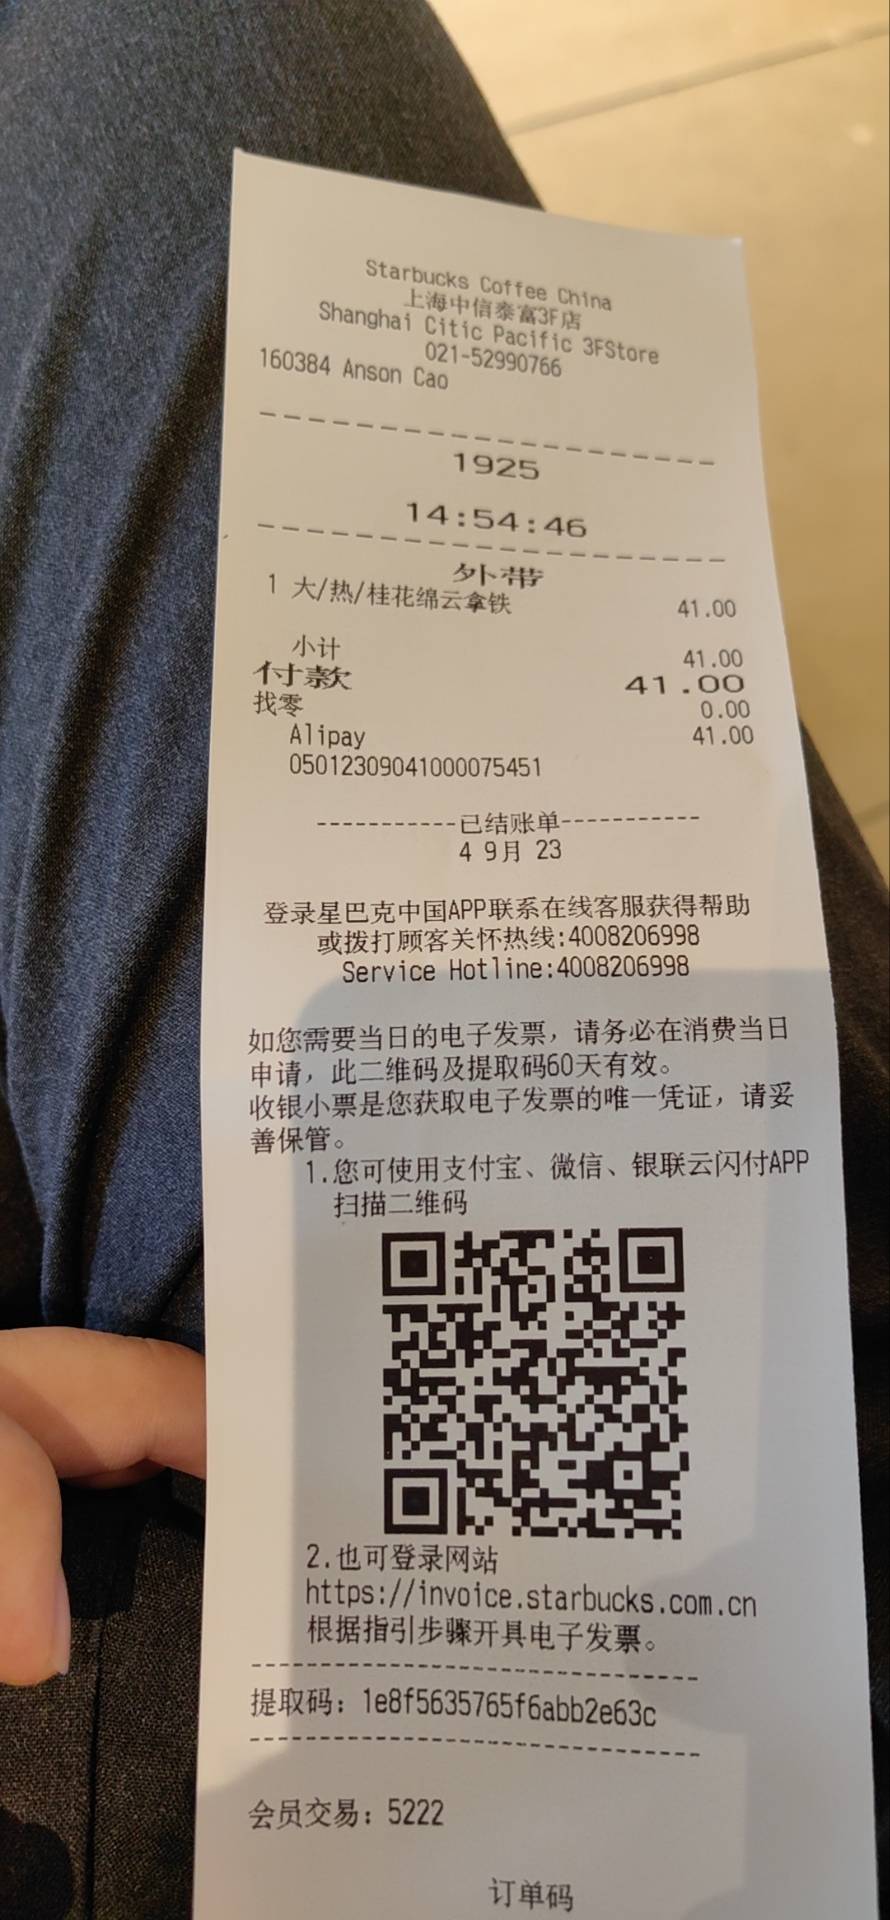 Starbucks Coffee China
上海中信泰富3F店
Shanghai Citic Pacific 3FStore
021-52990766
160384 Anson Cao
1925
14:54:46
外带
1 大/热/桂花绵云拿铁 41.00
小计 41.00
付款 41.00
找零 0.00
Alipay 41.00
05012309041000075451
-----------已结账单-----------
4 9月 23
登录星巴克中国APP联系在线客服获得帮助
或拨打顾客关怀热线:4008206998
Service Hotline:4008206998
如您需要当日的电子发票，请务必在消费当日
申请，此二维码及提取码60天有效。
收银小票是您获取电子发票的唯一凭证，请妥
善保管。
1.您可使用支付宝、微信、银联云闪付APP
扫描二维码
2.也可登录网站
https://invoice.starbucks.com.cn
根据指引步骤开具电子发票。
提取码：1e8f5635765f6abb2e63c
会员交易：5222
订单码